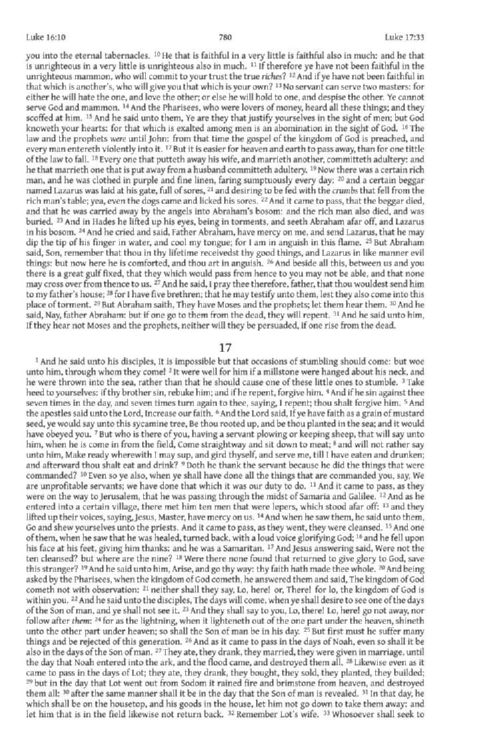 Luke 16:10 780 Luke 17:33
you into the eternal tabernacles. 10 He that is faithful in a very little is faithful also in much: and he that
is unrighteous in a very little is unrighteous also in much. 11 If therefore ye have not been faithful in the
unrighteous mammon, who will commit to your trust the true riches? 12 And if ye have not been faithful in
that which is another's, who will give you that which is your own? 13 No servant can serve two masters: for
either he will hate the one, and love the other; or else he will hold to one, and despise the other. Ye cannot
serve God and mammon. 14 And the Pharisees, who were lovers of money, heard all these things; and they
scoffed at him. 15 And he said unto them, Ye are they that justify yourselves in the sight of men; but God
knoweth your hearts: for that which is exalted among men is an abomination in the sight of God. 16 The
law and the prophets were until John: from that time the gospel of the kingdom of God is preached, and
every man entereth violently into it. 17 But it is easier for heaven and earth to pass away, than for one tittle
of the law to fall. 18 Every one that putteth away his wife, and marrieth another, committeth adultery: and
he that marrieth one that is put away from a husband committeth adultery. 19 Now there was a certain rich
man, and he was clothed in purple and fine linen, faring sumptuously every day: 20 and a certain beggar
named Lazarus was laid at his gate, full of sores, 21 and desiring to be fed with the crumbs that fell from the
rich man's table; yea, even the dogs came and licked his sores. 22 And it came to pass, that the beggar died,
and that he was carried away by the angels into Abraham's bosom: and the rich man also died, and was
buried. 23 And in Hades he lifted up his eyes, being in torments, and seeth Abraham afar off, and Lazarus
in his bosom. 24 And he cried and said, Father Abraham, have mercy on me, and send Lazarus, that he may
dip the tip of his finger in water, and cool my tongue; for I am in anguish in this flame. 25 But Abraham
said, Son, remember that thou in thy lifetime receivedst thy good things, and Lazarus in like manner evil
things: but now here he is comforted, and thou art in anguish. 26 And beside all this, between us and you
there is a great gulf fixed, that they which would pass from hence to you may not be able, and that none
may cross over from thence to us. 27 And he said, I pray thee therefore, father, that thou wouldest send him
to my father's house; 28 for I have five brethren; that he may testify unto them, lest they also come into this
place of torment. 29 But Abraham saith, They have Moses and the prophets; let them hear them. 30 And he
said, Nay, father Abraham: but if one go to them from the dead, they will repent. 31 And he said unto him,
If they hear not Moses and the prophets, neither will they be persuaded, if one rise from the dead.
17
1 And he said unto his disciples, It is impossible but that occasions of stumbling should come: but woe
unto him, through whom they come! 2 It were well for him if a millstone were hanged about his neck, and
he were thrown into the sea, rather than that he should cause one of these little ones to stumble. 3 Take
heed to yourselves: if thy brother sin, rebuke him; and if he repent, forgive him. 4 And if he sin against thee
seven times in the day, and seven times turn again to thee, saying, I repent; thou shalt forgive him. 5 And
the apostles said unto the Lord, Increase our faith. 6 And the Lord said, If ye have faith as a grain of mustard
seed, ye would say unto this sycamine tree, Be thou rooted up, and be thou planted in the sea; and it would
have obeyed you. 7 But who is there of you, having a servant plowing or keeping sheep, that will say unto
him, when he is come in from the field, Come straightway and sit down to meat; 8 and will not rather say
unto him, Make ready wherewith I may sup, and gird thyself, and serve me, till I have eaten and drunken;
and afterward thou shalt eat and drink? 9 Doth he thank the servant because he did the things that were
commanded? 10 Even so ye also, when ye shall have done all the things that are commanded you, say, We
are unprofitable servants; we have done that which it was our duty to do. 11 And it came to pass, as they
were on the way to Jerusalem, that he was passing through the midst of Samaria and Galilee. 12 And as he
entered into a certain village, there met him ten men that were lepers, which stood afar off: 13 and they
lifted up their voices, saying, Jesus, Master, have mercy on us. 14 And when he saw them, he said unto them,
Go and shew yourselves unto the priests. And it came to pass, as they went, they were cleansed. 15 And one
of them, when he saw that he was healed, turned back, with a loud voice glorifying God; 16 and he fell upon
his face at his feet, giving him thanks: and he was a Samaritan. 17 And Jesus answering said, Were not the
ten cleansed? but where are the nine? 18 Were there none found that returned to give glory to God, save
this stranger? 19 And he said unto him, Arise, and go thy way: thy faith hath made thee whole. 20 And being
asked by the Pharisees, when the kingdom of God cometh, he answered them and said, The kingdom of God
cometh not with observation: 21 neither shall they say, Lo, here! or, There! for lo, the kingdom of God is
within you. 22 And he said unto the disciples, The days will come, when ye shall desire to see one of the days
of the Son of man, and ye shall not see it. 23 And they shall say to you, Lo, there! Lo, here! go not away, nor
follow after them: 24 for as the lightning, when it lighteneth out of the one part under the heaven, shineth
unto the other part under heaven; so shall the Son of man be in his day. 25 But first must he suffer many
things and be rejected of this generation. 26 And as it came to pass in the days of Noah, even so shall it be
also in the days of the Son of man. 27 They ate, they drank, they married, they were given in marriage, until
the day that Noah entered into the ark, and the flood came, and destroyed them all. 28 Likewise even as it
came to pass in the days of Lot; they ate, they drank, they bought, they sold, they planted, they builded;
29 but in the day that Lot went out from Sodom it rained fire and brimstone from heaven, and destroyed
them all: 30 after the same manner shall it be in the day that the Son of man is revealed. 31 In that day, he
which shall be on the housetop, and his goods in the house, let him not go down to take them away: and
let him that is in the field likewise not return back. 32 Remember Lot's wife. 33 Whosoever shall seek to